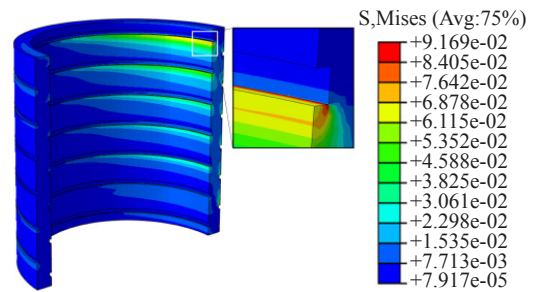 S,Mises (Avg:75%)
+9.169e-02
+8.405e-02
+7.642e-02
+6.878e-02
+6.115e-02
+5.352e-02
+4.588e-02
+3.825e-02
+3.061e-02
+2.298e-02
+1.535e-02
+7.713e-03
+7.917e-05